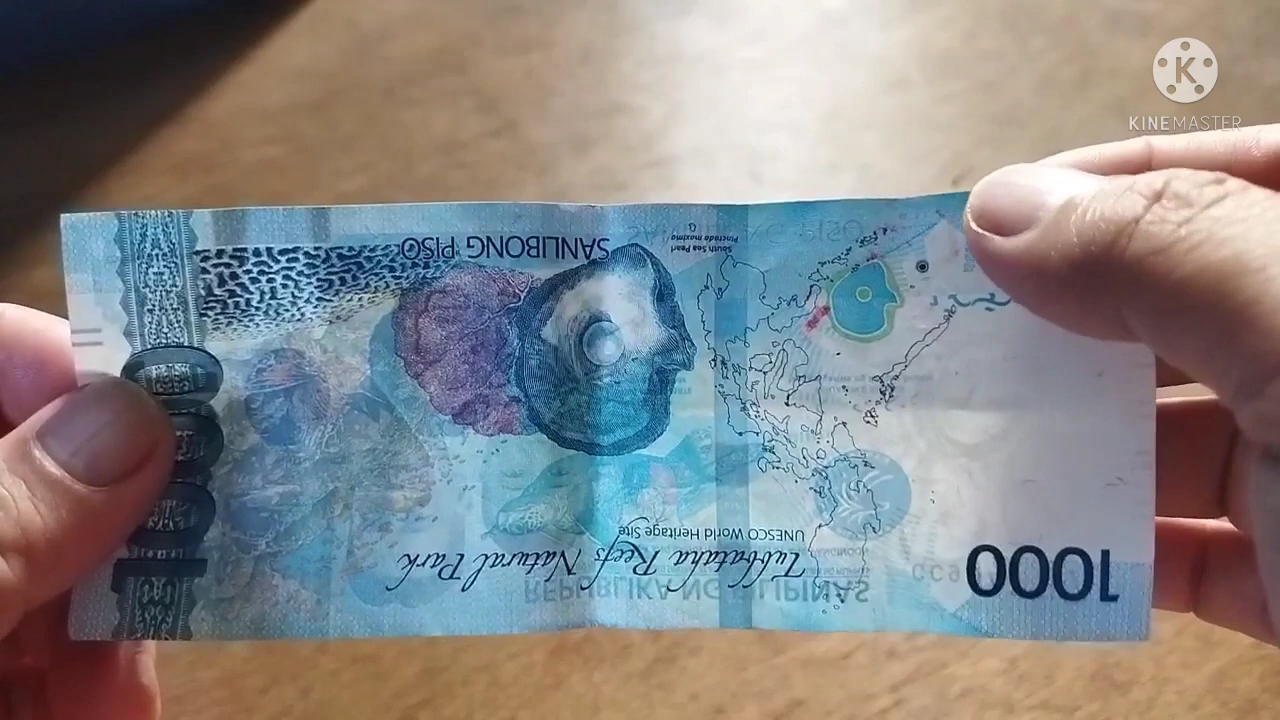 KINEMASTER
1000
Tubbataha Reefs Natural Park
UNESCO World Heritage Site
SANLIBONG PISO
South Sea Pearl
Pinctada maxima
REPUBLIKA NG PILIPINAS